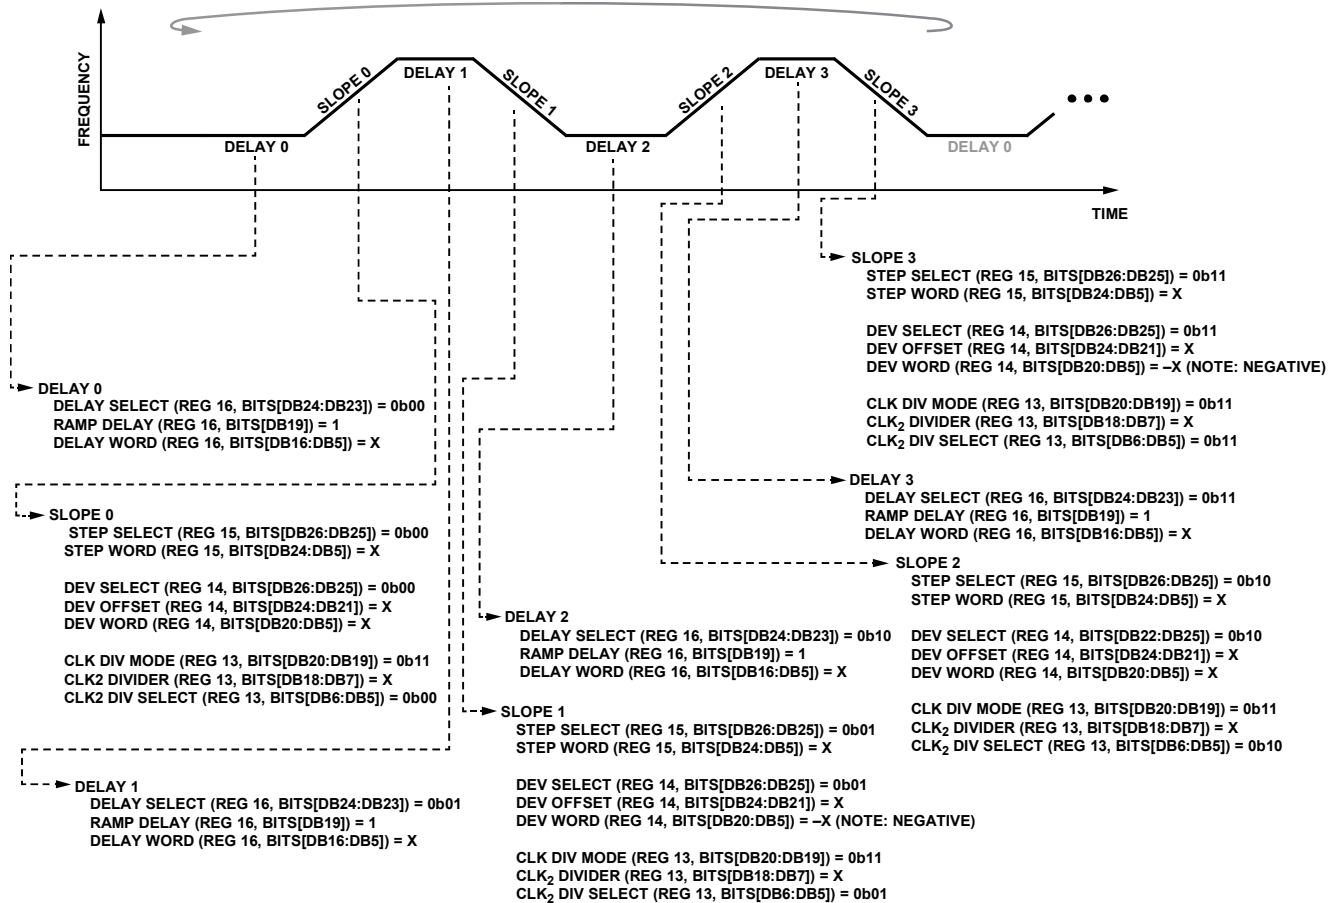 FREQUENCY
DELAY 0
SLOPE 0
DELAY 1
SLOPE 1
DELAY 2
SLOPE 2
DELAY 3
SLOPE 3
DELAY 0
TIME
DELAY 0
DELAY SELECT (REG 16, BITS[DB24:DB23]) = 0b00
RAMP DELAY (REG 16, BITS[DB19]) = 1
DELAY WORD (REG 16, BITS[DB16:DB5]) = X
SLOPE 0
STEP SELECT (REG 15, BITS[DB26:DB25]) = 0b00
STEP WORD (REG 15, BITS[DB24:DB5]) = X
DEV SELECT (REG 14, BITS[DB26:DB25]) = 0b00
DEV OFFSET (REG 14, BITS[DB24:DB21]) = X
DEV WORD (REG 14, BITS[DB20:DB5]) = X
CLK DIV MODE (REG 13, BITS[DB20:DB19]) = 0b11
CLK2 DIVIDER (REG 13, BITS[DB18:DB7]) = X
CLK2 DIV SELECT (REG 13, BITS[DB6:DB5]) = 0b00
DELAY 1
DELAY SELECT (REG 16, BITS[DB24:DB23]) = 0b01
RAMP DELAY (REG 16, BITS[DB19]) = 1
DELAY WORD (REG 16, BITS[DB16:DB5]) = X
DELAY 2
DELAY SELECT (REG 16, BITS[DB24:DB23]) = 0b10
RAMP DELAY (REG 16, BITS[DB19]) = 1
DELAY WORD (REG 16, BITS[DB16:DB5]) = X
SLOPE 1
STEP SELECT (REG 15, BITS[DB26:DB25]) = 0b01
STEP WORD (REG 15, BITS[DB24:DB5]) = X
DEV SELECT (REG 14, BITS[DB26:DB25]) = 0b01
DEV OFFSET (REG 14, BITS[DB24:DB21]) = X
DEV WORD (REG 14, BITS[DB20:DB5]) = –X (NOTE: NEGATIVE)
CLK DIV MODE (REG 13, BITS[DB20:DB19]) = 0b11
CLK₂ DIVIDER (REG 13, BITS[DB18:DB7]) = X
CLK₂ DIV SELECT (REG 13, BITS[DB6:DB5]) = 0b01
SLOPE 3
STEP SELECT (REG 15, BITS[DB26:DB25]) = 0b11
STEP WORD (REG 15, BITS[DB24:DB5]) = X
DEV SELECT (REG 14, BITS[DB26:DB25]) = 0b11
DEV OFFSET (REG 14, BITS[DB24:DB21]) = X
DEV WORD (REG 14, BITS[DB20:DB5]) = –X (NOTE: NEGATIVE)
CLK DIV MODE (REG 13, BITS[DB20:DB19]) = 0b11
CLK₂ DIVIDER (REG 13, BITS[DB18:DB7]) = X
CLK₂ DIV SELECT (REG 13, BITS[DB6:DB5]) = 0b11
DELAY 3
DELAY SELECT (REG 16, BITS[DB24:DB23]) = 0b11
RAMP DELAY (REG 16, BITS[DB19]) = 1
DELAY WORD (REG 16, BITS[DB16:DB5]) = X
SLOPE 2
STEP SELECT (REG 15, BITS[DB26:DB25]) = 0b10
STEP WORD (REG 15, BITS[DB24:DB5]) = X
DEV SELECT (REG 14, BITS[DB22:DB25]) = 0b10
DEV OFFSET (REG 14, BITS[DB24:DB21]) = X
DEV WORD (REG 14, BITS[DB20:DB5]) = X
CLK DIV MODE (REG 13, BITS[DB20:DB19]) = 0b11
CLK₂ DIVIDER (REG 13, BITS[DB18:DB7]) = X
CLK₂ DIV SELECT (REG 13, BITS[DB6:DB5]) = 0b10